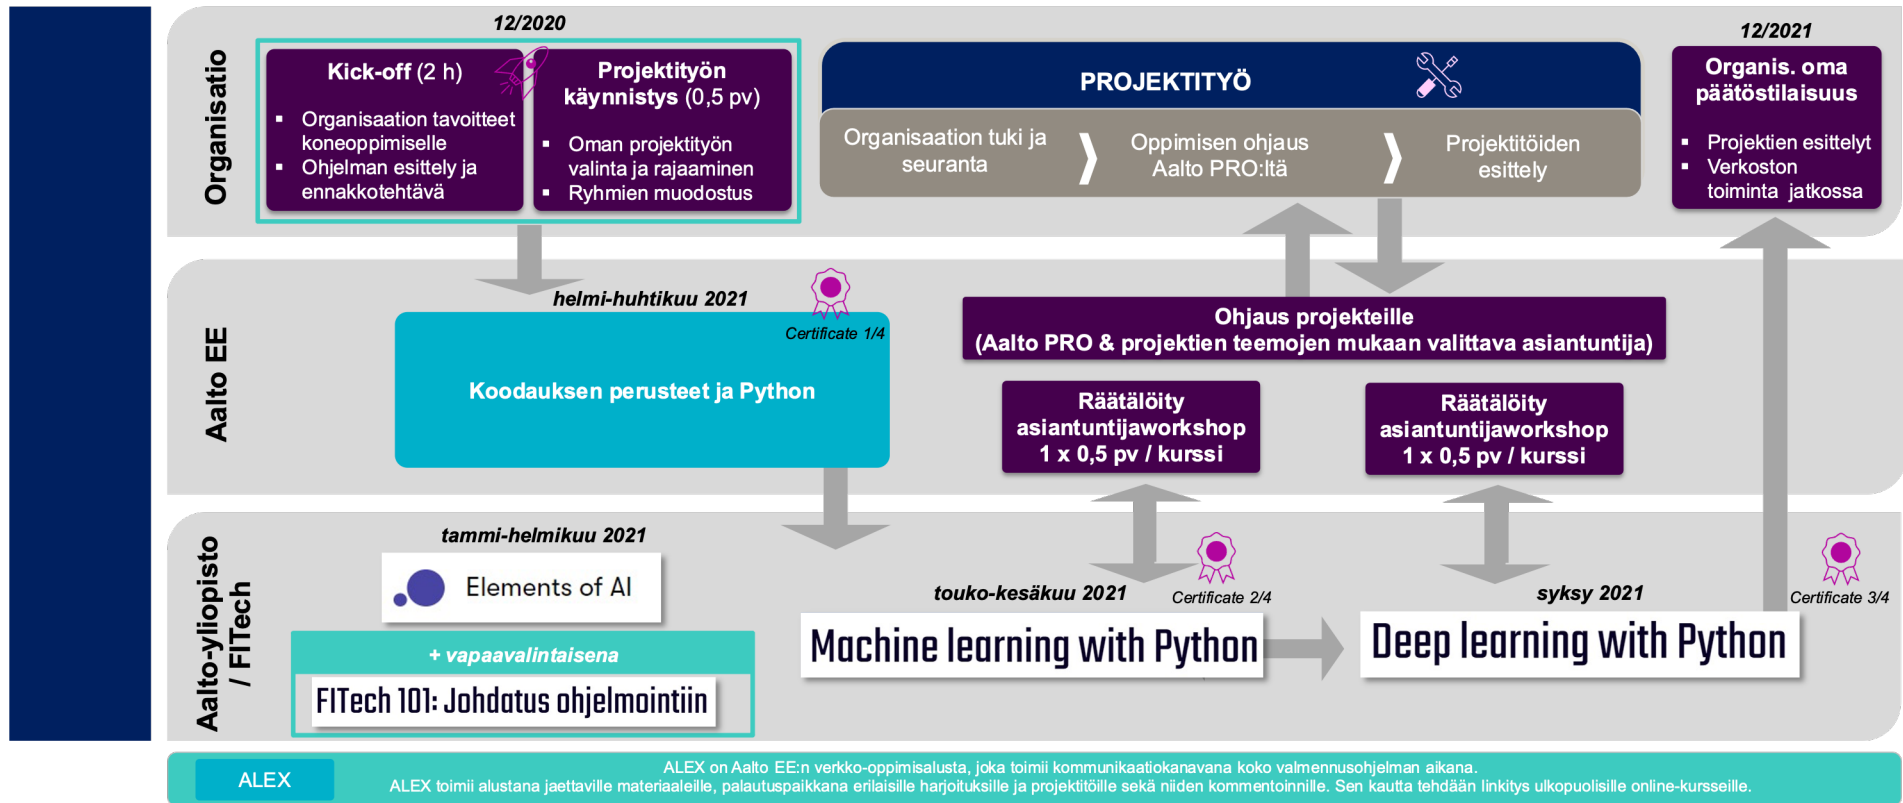 Organisatio
12/2020
Kick-off (2 h)
▪ Organisaation tavoitteet
koneoppimiselle
▪ Ohjelman esittely ja
ennakkotehtävä
Projektityön
käynnistys (0,5 pv)
▪ Oman projektityön
valinta ja rajaaminen
▪ Ryhmien muodostus
PROJEKTITYÖ
Organisaation tuki ja
seuranta
Oppimisen ohjaus
Aalto PRO:ltä
Projektitöiden
esittely
12/2021
Organis. oma
päätöstilaisuus
▪ Projektien esittelyt
▪ Verkoston
toiminta jatkossa
Aalto EE
helmi-huhtikuu 2021
Certificate 1/4
Koodauksen perusteet ja Python
Ohjaus projekteille
(Aalto PRO & projektien teemojen mukaan valittava asiantuntija)
Räätälöity
asiantuntijaworkshop
1 x 0,5 pv / kurssi
Räätälöity
asiantuntijaworkshop
1 x 0,5 pv / kurssi
Aalto-yliopisto
/ FITech
tammi-helmikuu 2021
Elements of AI
+ vapaavalintaisena
FITech 101: Johdatus ohjelmointiin
touko-kesäkuu 2021
Certificate 2/4
Machine learning with Python
syksy 2021
Certificate 3/4
Deep learning with Python
ALEX
ALEX on Aalto EE:n verkko-oppimisalusta, joka toimii kommunikaatiokanavana koko valmennusohjelman aikana.
ALEX toimii alustana jaettaville materiaaleille, palautuspaikkana erilaisille harjoituksille ja projektitöille sekä niiden kommentoinnille. Sen kautta tehdään linkitys ulkopuolisille online-kursseille.